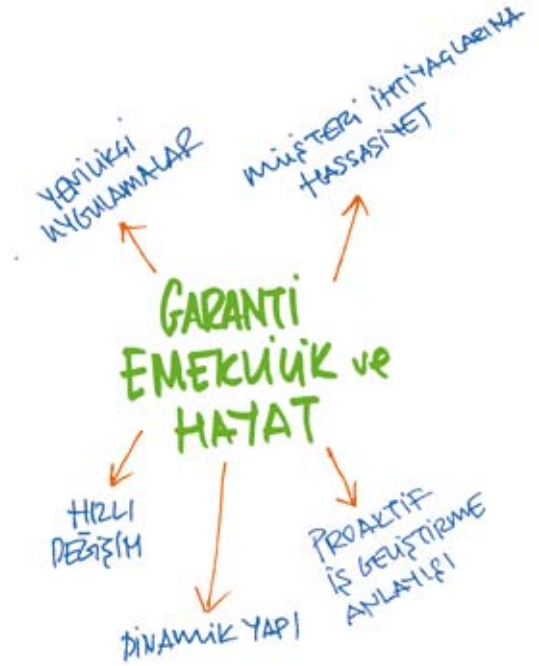 YENİLİKÇİ
UYGULAMALAR
MÜŞTERİ İHTİYAÇLARINA
HASSASİYET
GARANTİ
EMEKLİLİK ve
HAYAT
HIZLI
DEĞİŞİM
DİNAMİK YAPI
PROAKTİF
İŞ GELİŞTİRME
ANLAYIŞI